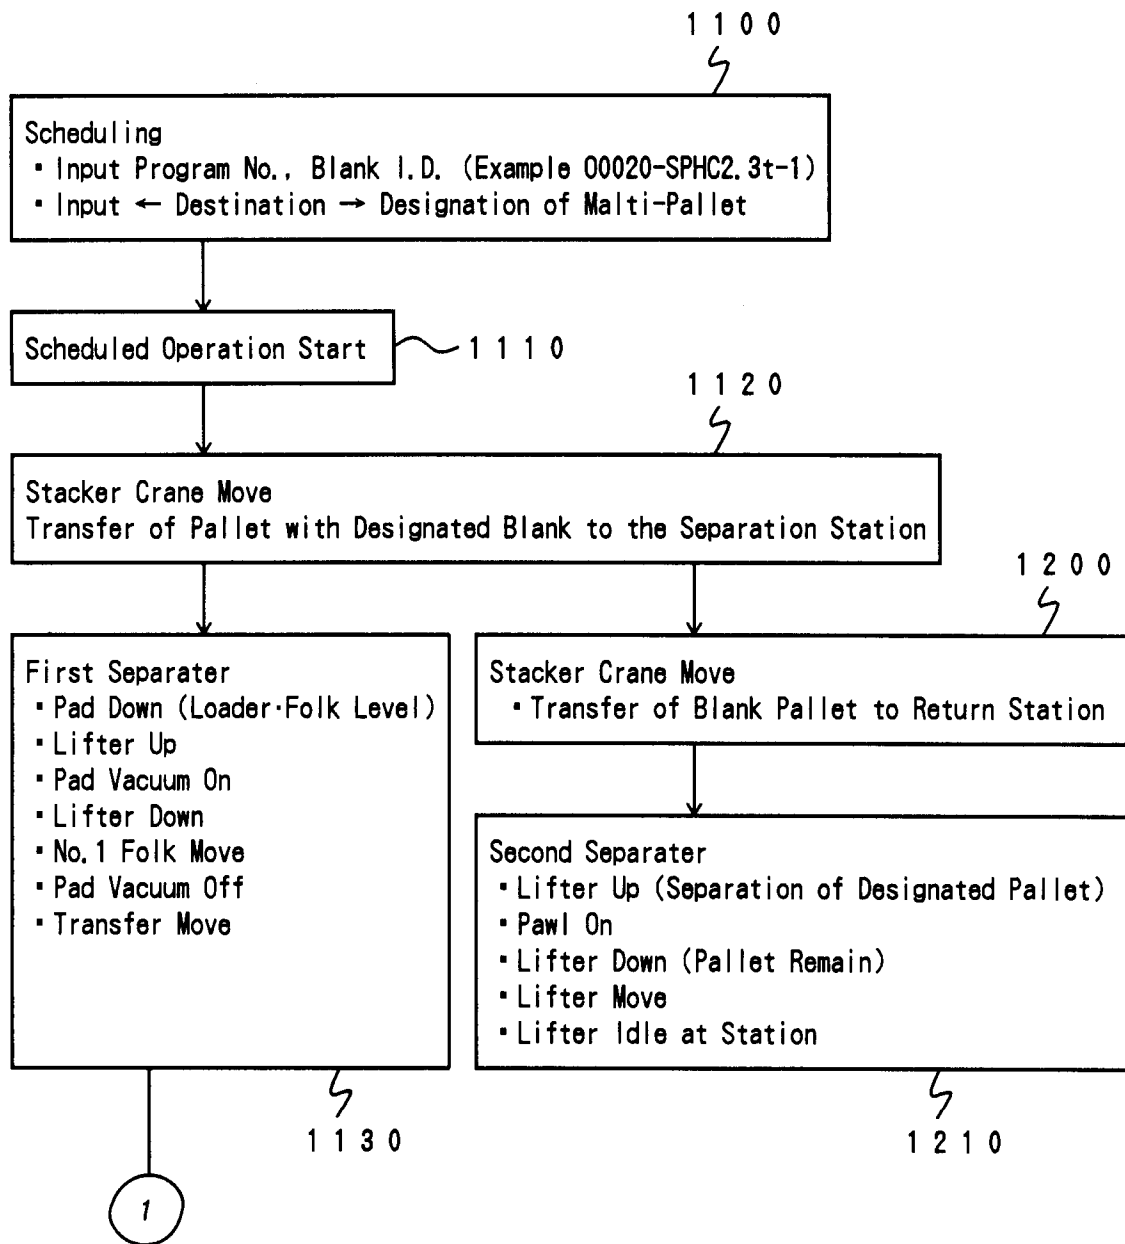 1100
Scheduling
▪ Input Program No., Blank I.D. (Example 00020-SPHC2.3t-1)
▪ Input ← Destination → Designation of Malti-Pallet
Scheduled Operation Start
1110
1120
Stacker Crane Move
Transfer of Pallet with Designated Blank to the Separation Station
1200
First Separater
▪ Pad Down (Loader·Folk Level)
▪ Lifter Up
▪ Pad Vacuum On
▪ Lifter Down
▪ No.1 Folk Move
▪ Pad Vacuum Off
▪ Transfer Move
Stacker Crane Move
▪ Transfer of Blank Pallet to Return Station
Second Separater
▪ Lifter Up (Separation of Designated Pallet)
▪ Pawl On
▪ Lifter Down (Pallet Remain)
▪ Lifter Move
▪ Lifter Idle at Station
1130
1210
1